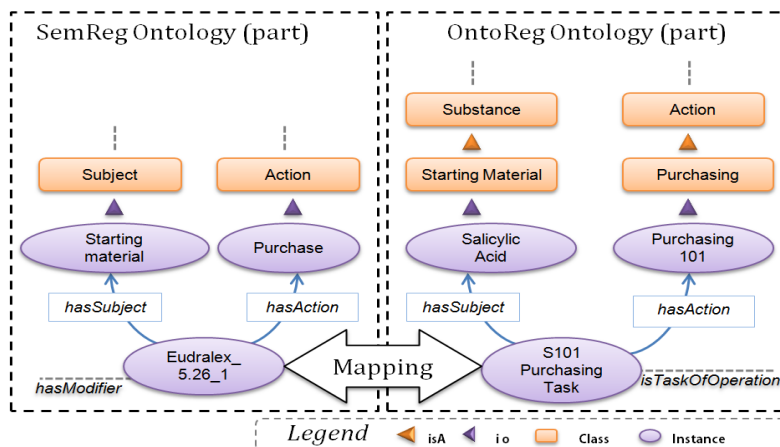 SemReg Ontology (part)
OntoReg Ontology (part)
Substance
Action
Subject
Action
Starting Material
Purchasing
Starting
material
Purchase
Salicylic
Acid
Purchasing
101
hasSubject
hasAction
hasSubject
hasAction
Eudralex_
5.26_1
Mapping
S101
Purchasing
Task
hasModifier
isTaskOfOperation
Legend
isA
io
Class
Instance